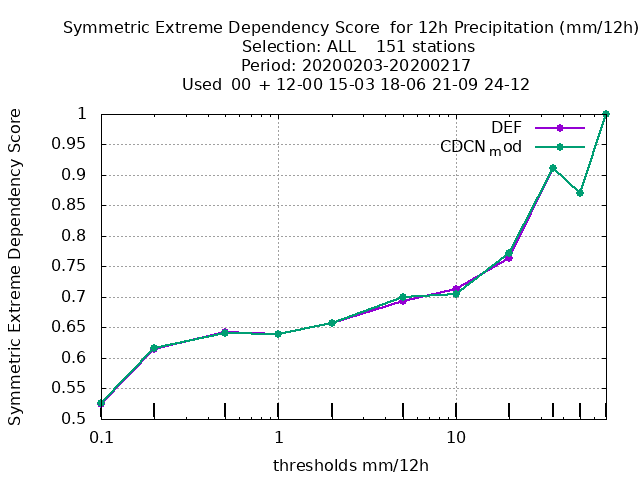 Symmetric Extreme Dependency Score  for 12h Precipitation (mm/12h)
Selection: ALL    151 stations
Period: 20200203-20200217
Used  00 + 12-00 15-03 18-06 21-09 24-12
Symmetric Extreme Dependency Score
1
0.95
0.9
0.85
0.8
0.75
0.7
0.65
0.6
0.55
0.5
DEF
CDCN_mod
0.1
1
10
thresholds mm/12h